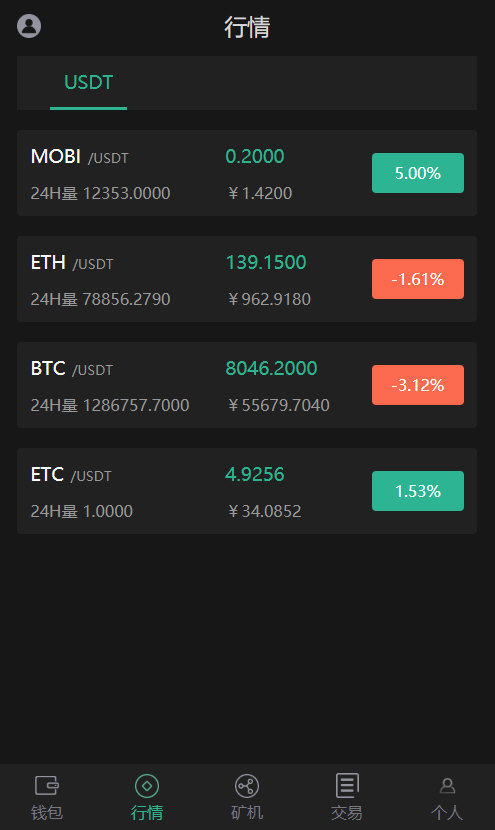 行情
USDT
MOBI /USDT 0.2000
5.00%
24H量 12353.0000 ￥1.4200
ETH /USDT 139.1500
-1.61%
24H量 78856.2790 ￥962.9180
BTC /USDT 8046.2000
-3.12%
24H量 1286757.7000 ￥55679.7040
ETC /USDT 4.9256
1.53%
24H量 1.0000 ￥34.0852
钱包 行情 矿机 交易 个人